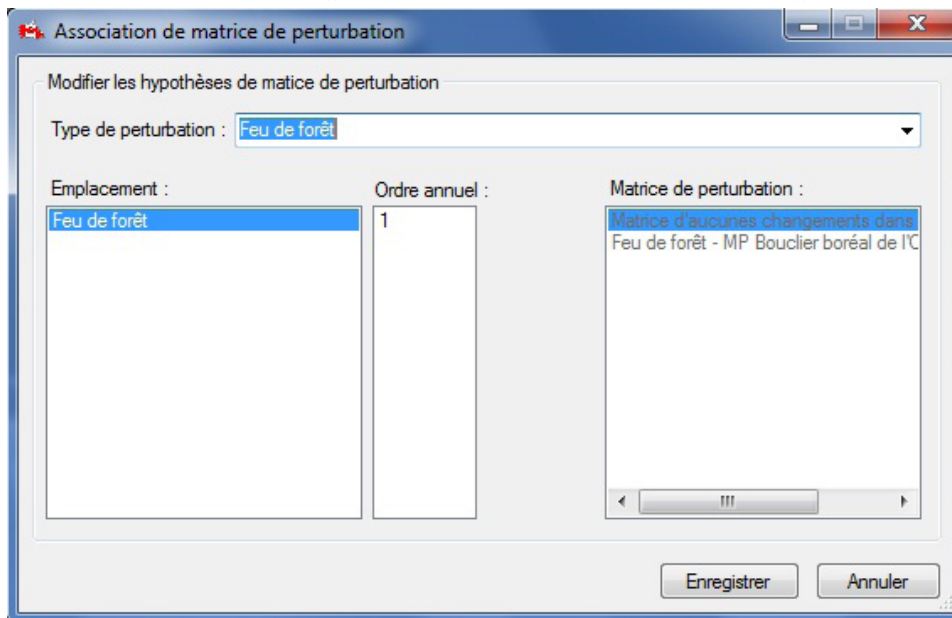 Association de matrice de perturbation
Modifier les hypothèses de matice de perturbation
Type de perturbation : Feu de forêt
Emplacement : Ordre annuel : Matrice de perturbation :
Feu de forêt 1 Matrice d'aucunes changements dans
Feu de forêt - MP Bouclier boréal de l'C
Enregistrer Annuler